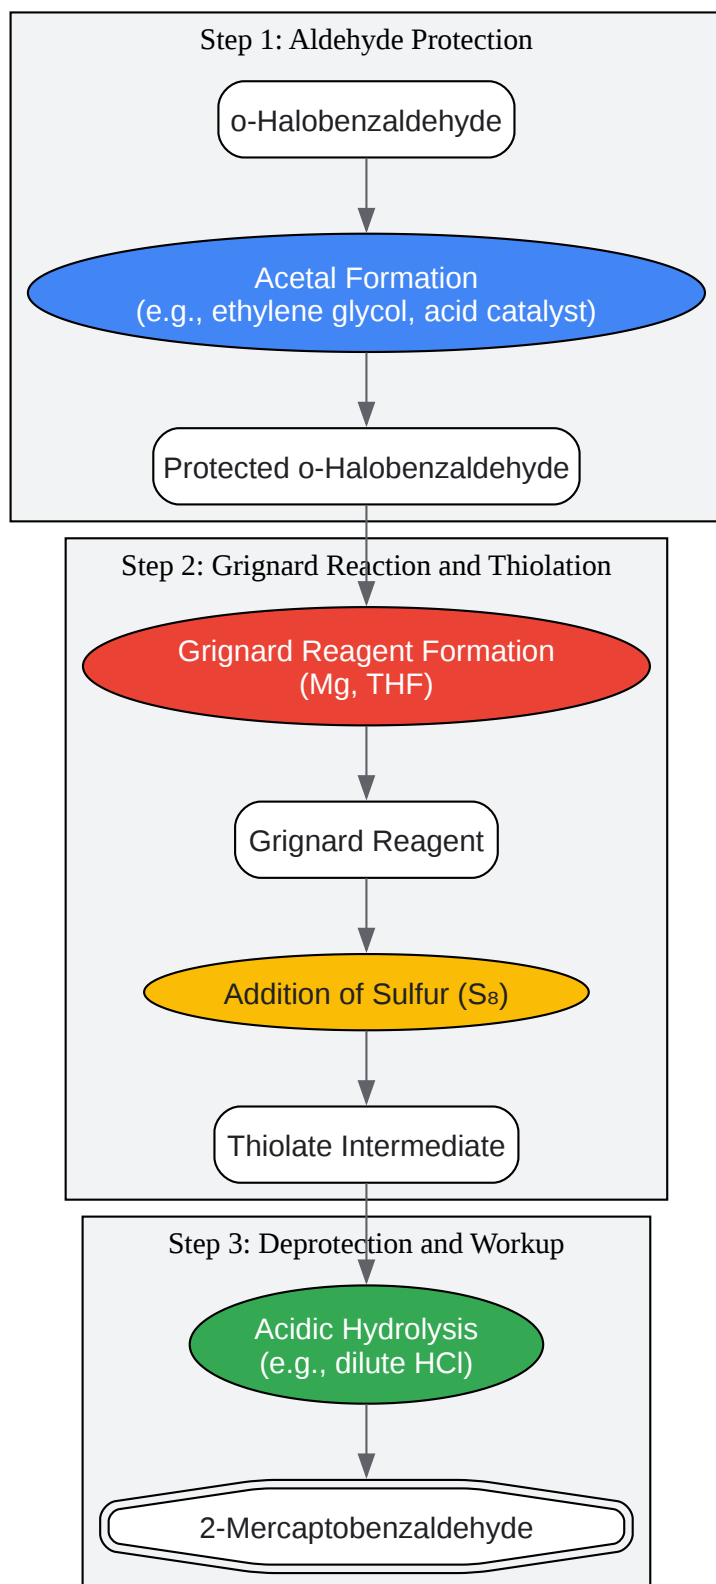 Step 1: Aldehyde Protection
o-Halobenzaldehyde
Acetal Formation
(e.g., ethylene glycol, acid catalyst)
Protected o-Halobenzaldehyde
Step 2: Grignard Reaction and Thiolation
Grignard Reagent Formation
(Mg, THF)
Grignard Reagent
Addition of Sulfur (S₈)
Thiolate Intermediate
Step 3: Deprotection and Workup
Acidic Hydrolysis
(e.g., dilute HCl)
2-Mercaptobenzaldehyde